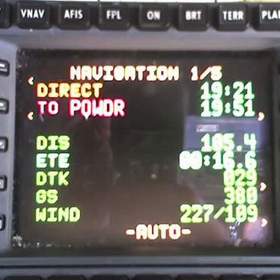 VNAV AFIS FPL ON BRT TERR PLAN
NAVIGATION 1/5
DIRECT 19:21
TO POWDR 19:51
DIS 105.4
ETE 00:16.6
DTK 029
GS 380
WIND 227/109
-AUTO-